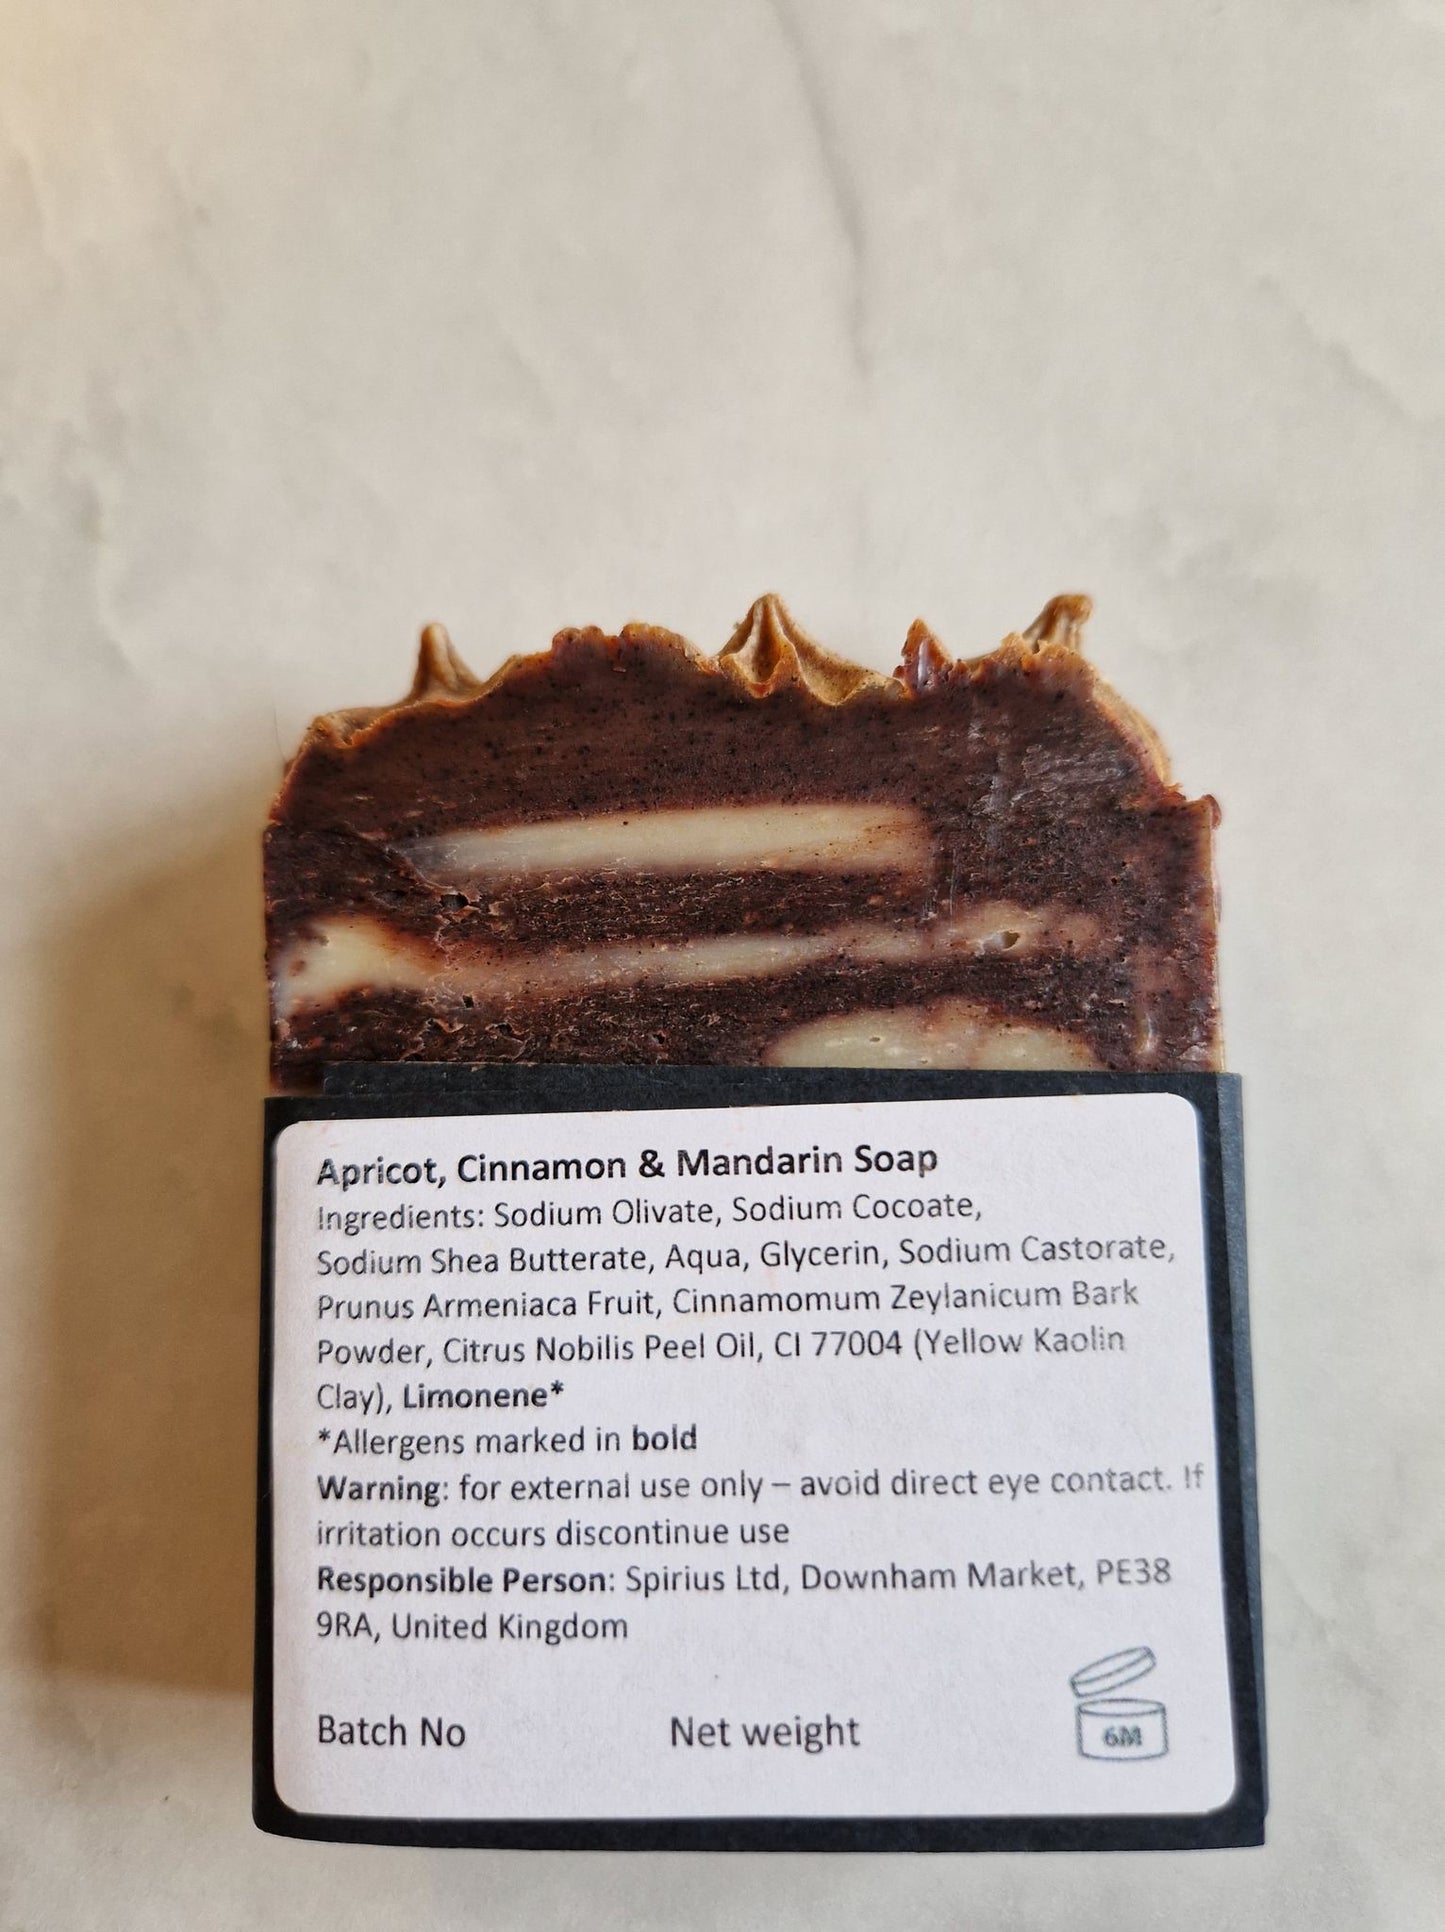 Apricot, Cinnamon & Mandarin Soap
Ingredients: Sodium Olivate, Sodium Cocoate,
Sodium Shea Butterate, Aqua, Glycerin, Sodium Castorate,
Prunus Armeniaca Fruit, Cinnamomum Zeylanicum Bark
Powder, Citrus Nobilis Peel Oil, CI 77004 (Yellow Kaolin
Clay), Limonene*
*Allergens marked in bold
Warning: for external use only – avoid direct eye contact. If
irritation occurs discontinue use
Responsible Person: Spirius Ltd, Downham Market, PE38
9RA, United Kingdom
6M
Batch No Net weight